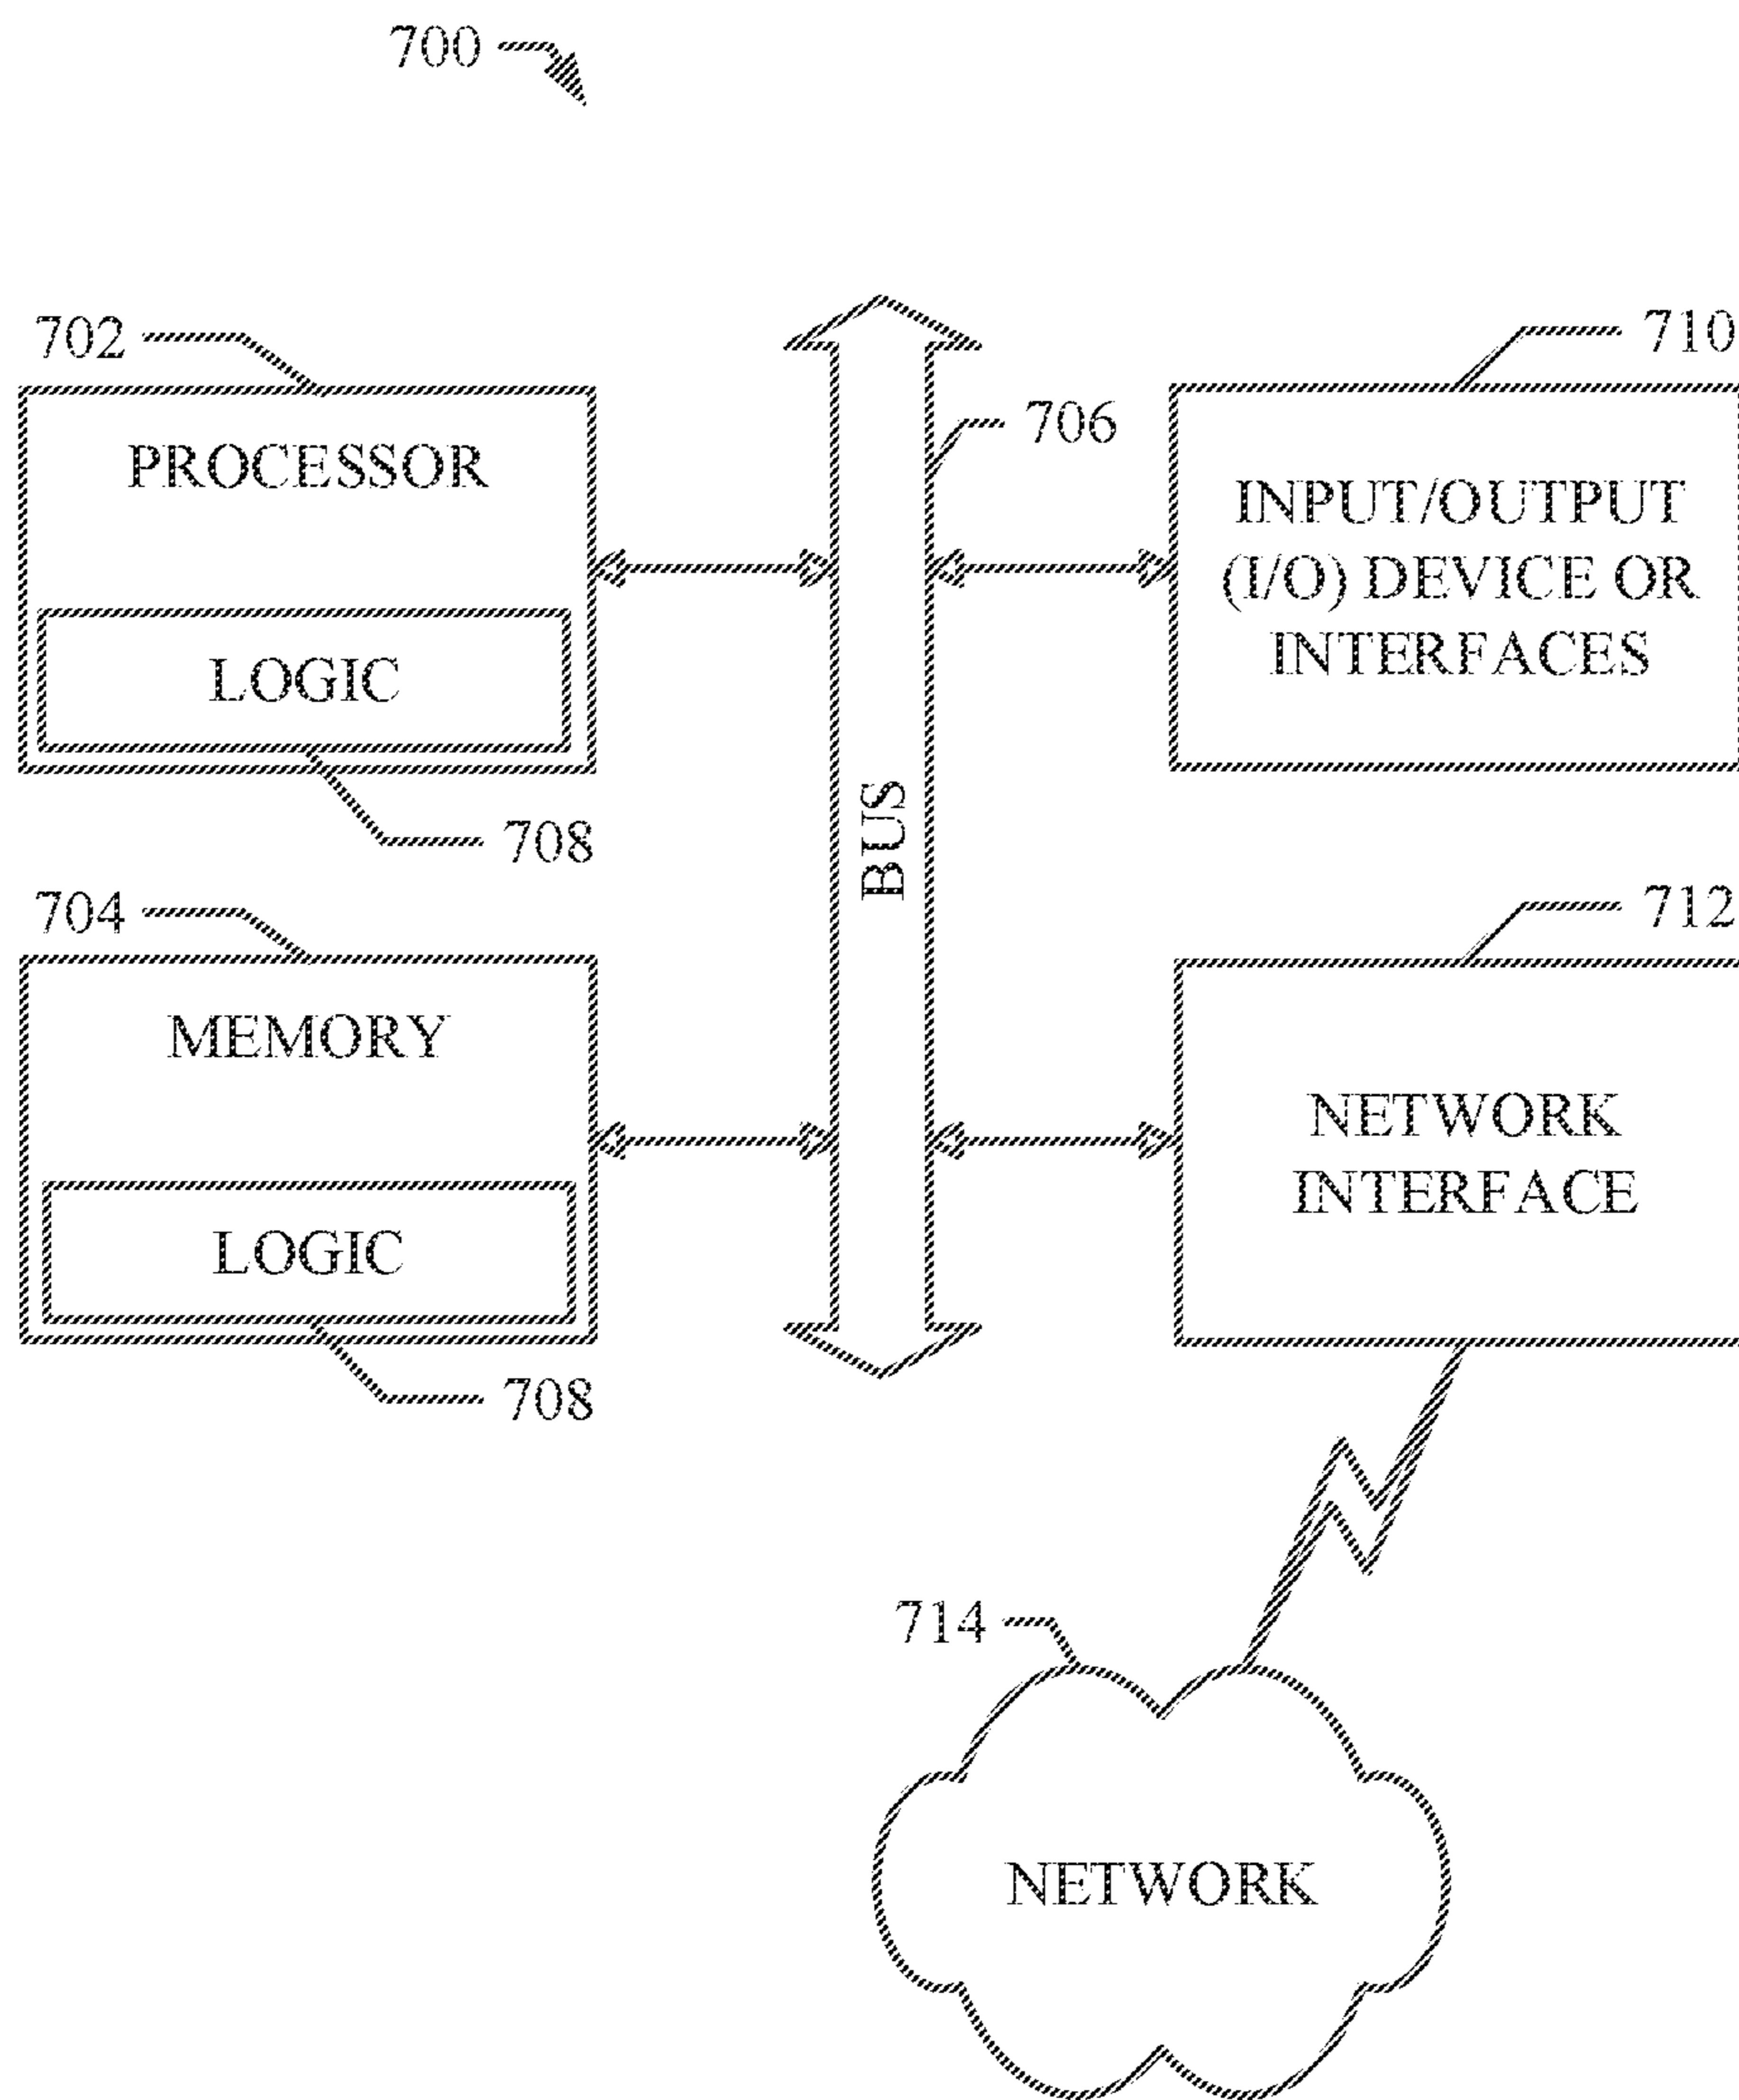 700
702
710
706
PROCESSOR
INPUT/OUTPUT
(I/O) DEVICE OR
INTERFACES
LOGIC
BUS
708
704
712
MEMORY
NETWORK
INTERFACE
LOGIC
708
714
NETWORK